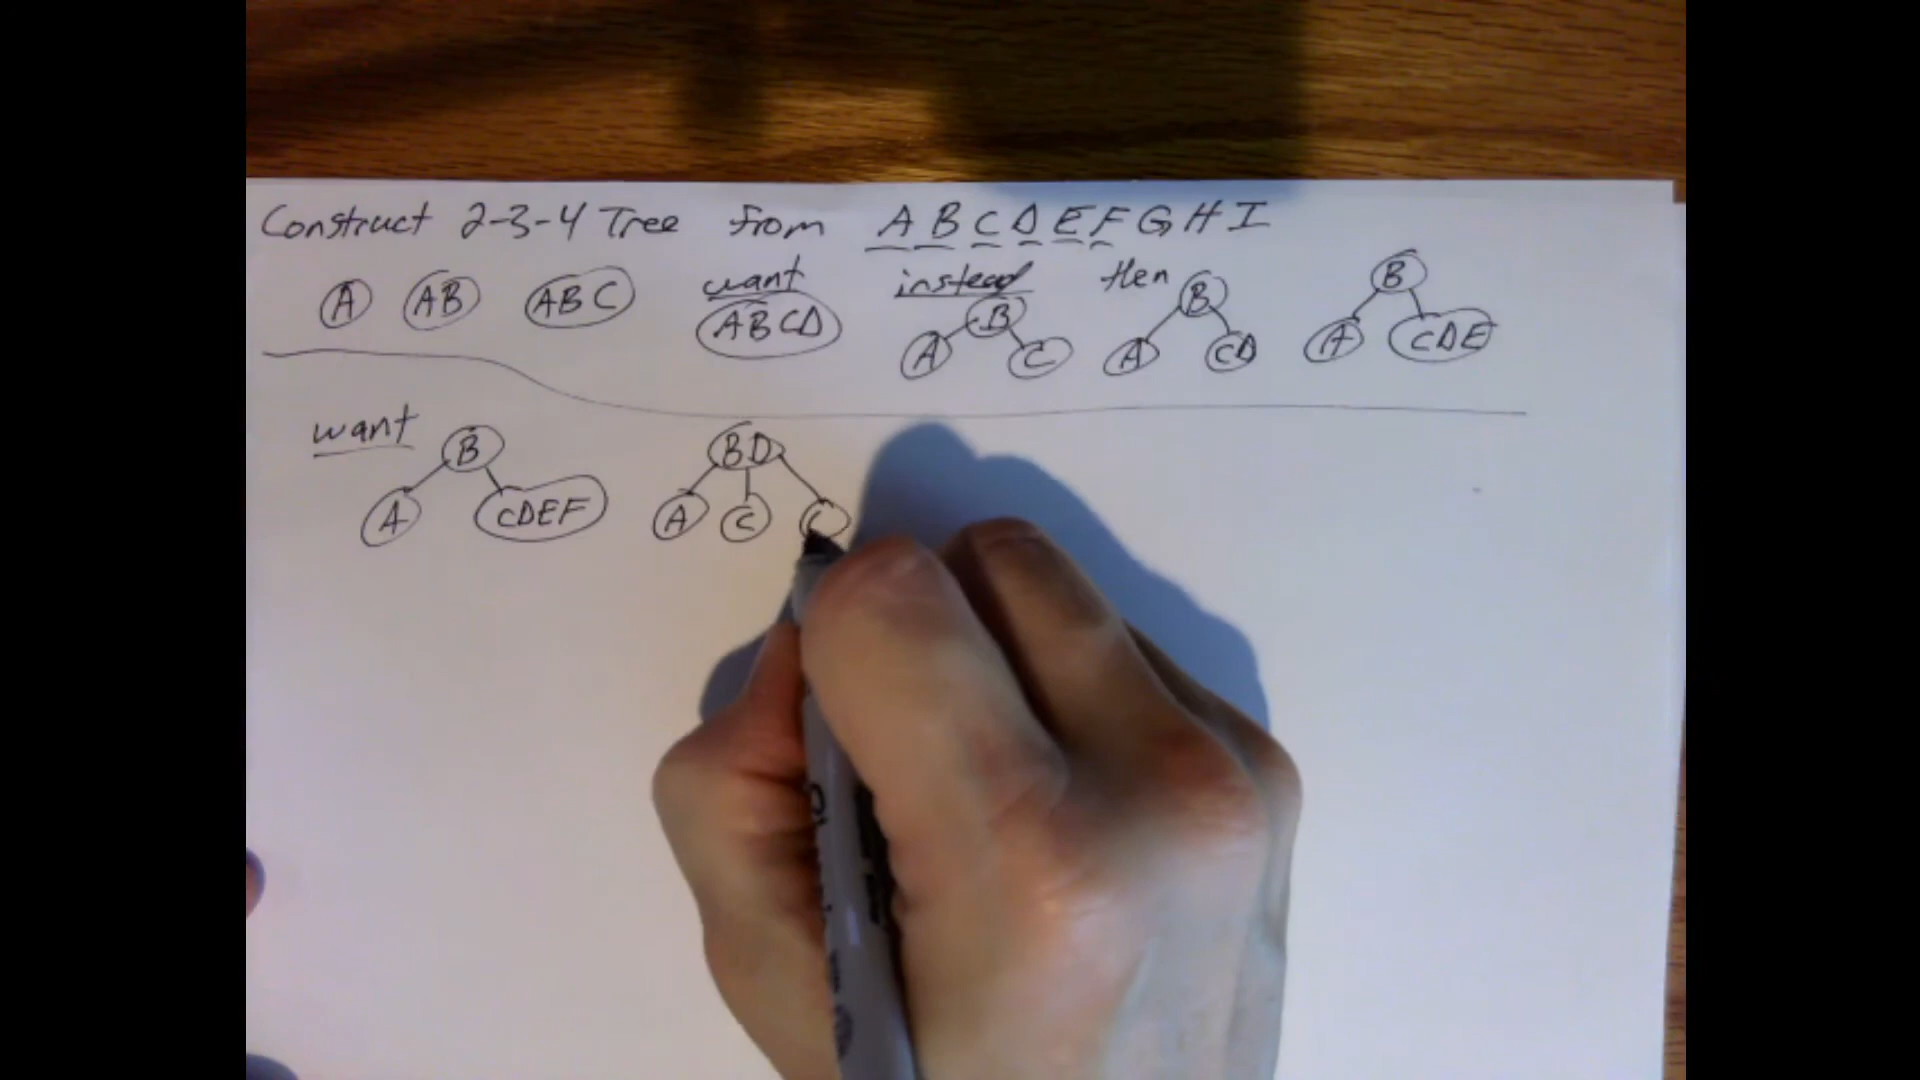 Construct 2-3-4 Tree from A B C D E F G H I
want instead then B
A AB ABC ABCD B B
A C A CD A CDE
want B BD
A CDEF A C